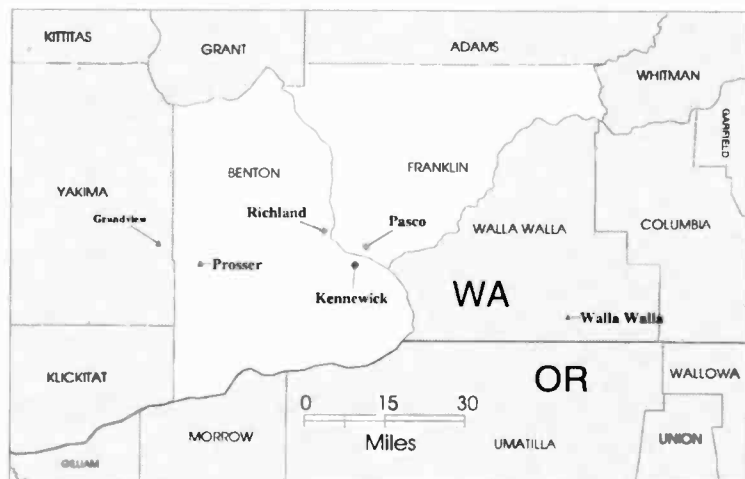 KITTITAS
GRANT
ADAMS
WHITMAN
GARFIELD
BENTON
FRANKLIN
YAKIMA
Grandview
Richland
Pasco
WALLA WALLA
COLUMBIA
Prosser
Kennewick
WA
Walla Walla
KLICKITAT
OR
WALLOWA
0 15 30
Miles
MORROW
UMATILLA
UNION
GILLIAM